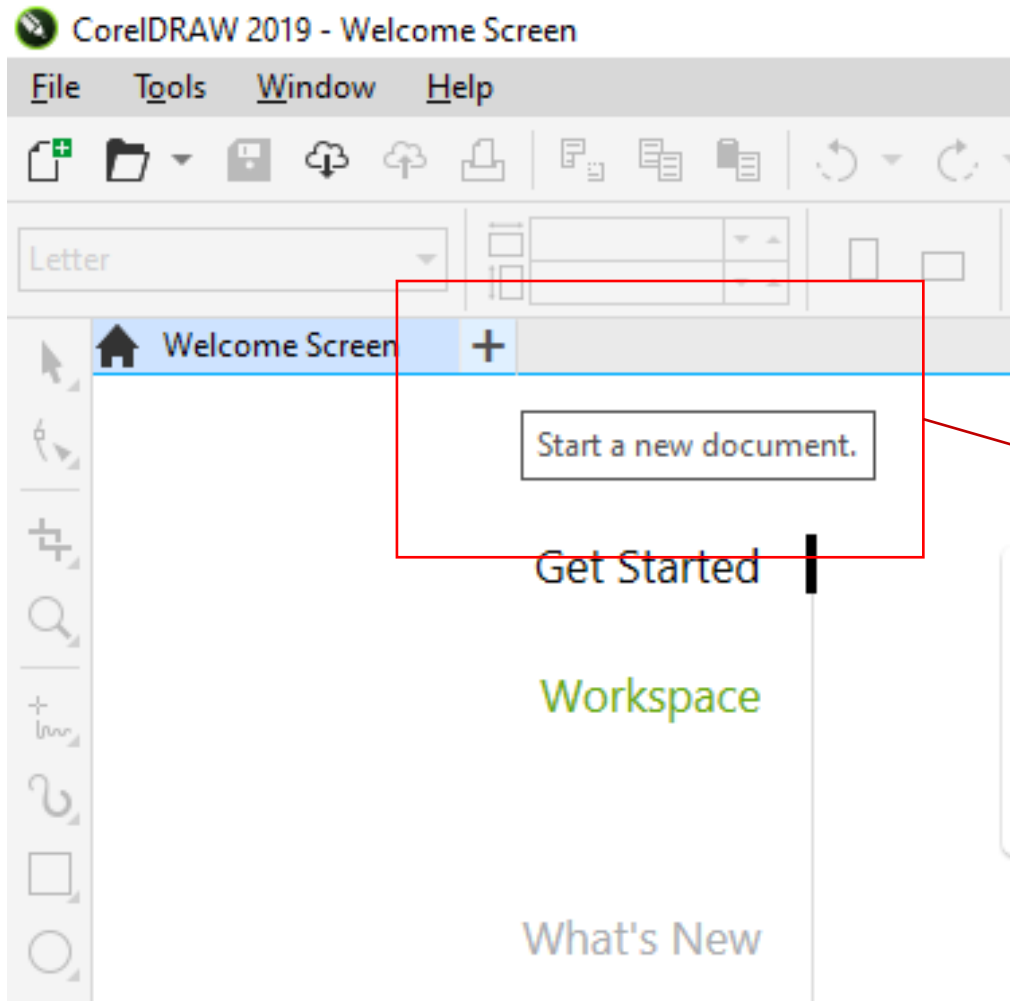 CorelDRAW 2019 - Welcome Screen
File Tools Window Help
Letter
Welcome Screen
Start a new document.
Get Started
Workspace
What's New